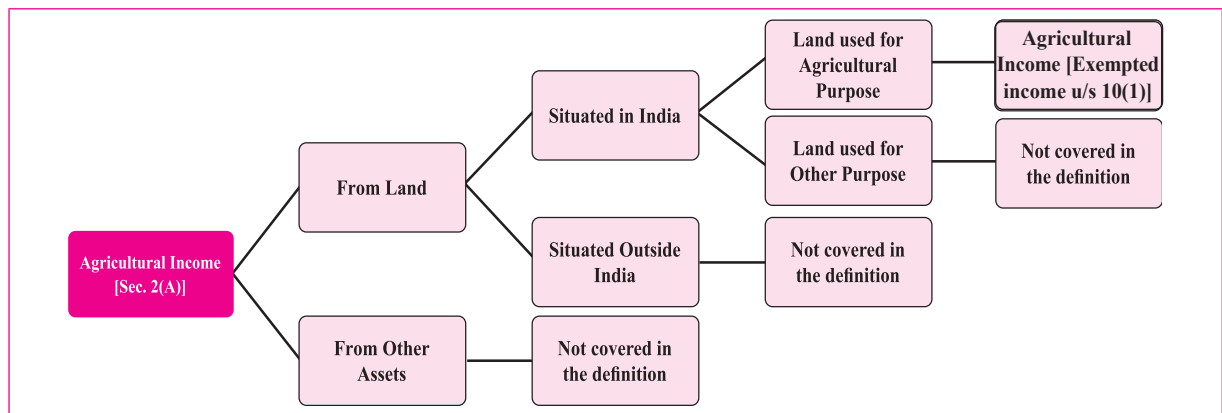 Agricultural Income
[Sec. 2(A)]
From Land
Situated in India
Land used for
Agricultural
Purpose
Agricultural
Income [Exempted
income u/s 10(1)]
Land used for
Other Purpose
Not covered in
the definition
Situated Outside
India
Not covered in
the definition
From Other
Assets
Not covered in
the definition